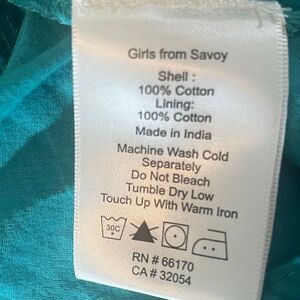 Girls from Savoy
Shell :
100% Cotton
Lining:
100% Cotton
Made in India
Machine Wash Cold
Separately
Do Not Bleach
Tumble Dry Low
Touch Up With Warm Iron
30C
RN # 66170
CA # 32054